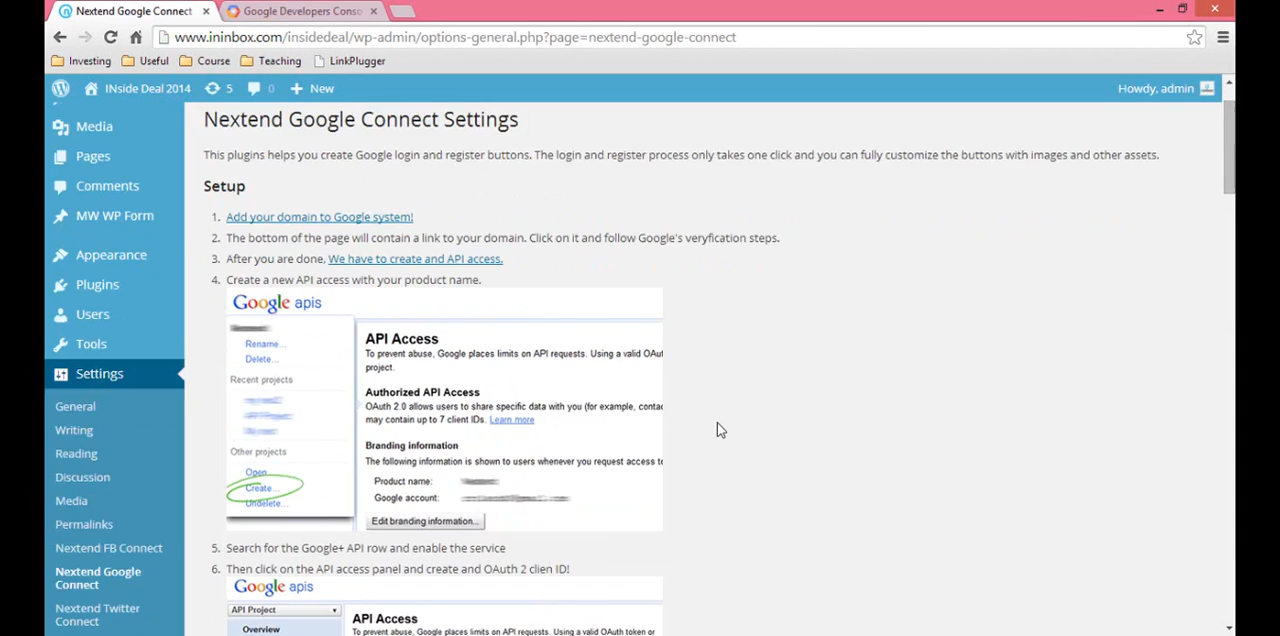 Nextend Google Connect
Google Developers Conso
www.ininbox.com/insidedeal/wp-admin/options-general.php?page=nextend-google-connect
Investing Useful Course Teaching LinkPlugger
INside Deal 2014 5 0 New Howdy, admin
Media
Pages
Comments
MW WP Form
Appearance
Plugins
Users
Tools
Settings
General
Writing
Reading
Discussion
Media
Permalinks
Nextend FB Connect
Nextend Google
Connect
Nextend Twitter
Connect
Nextend Google Connect Settings
This plugins helps you create Google login and register buttons. The login and register process only takes one click and you can fully customize the buttons with images and other assets.
Setup
1. Add your domain to Google system!
2. The bottom of the page will contain a link to your domain. Click on it and follow Google's veryfication steps.
3. After you are done, We have to create and API access.
4. Create a new API access with your product name.
Google apis
Rename...
Delete...
Recent projects
Other projects
Open
Create...
Undelete...
API Access
To prevent abuse, Google places limits on API requests. Using a valid OAu
project.
Authorized API Access
OAuth 2.0 allows users to share specific data with you (for example, contac
may contain up to 7 client IDs. Learn more
Branding information
The following information is shown to users whenever you request access to
Product name:
Google account:
Edit branding information...
5. Search for the Google+ API row and enable the service
6. Then click on the API access panel and create and OAuth 2 clien ID!
Google apis
API Project
Overview
API Access
To prevent abuse, Google places limits on API requests. Using a valid OAuth token or